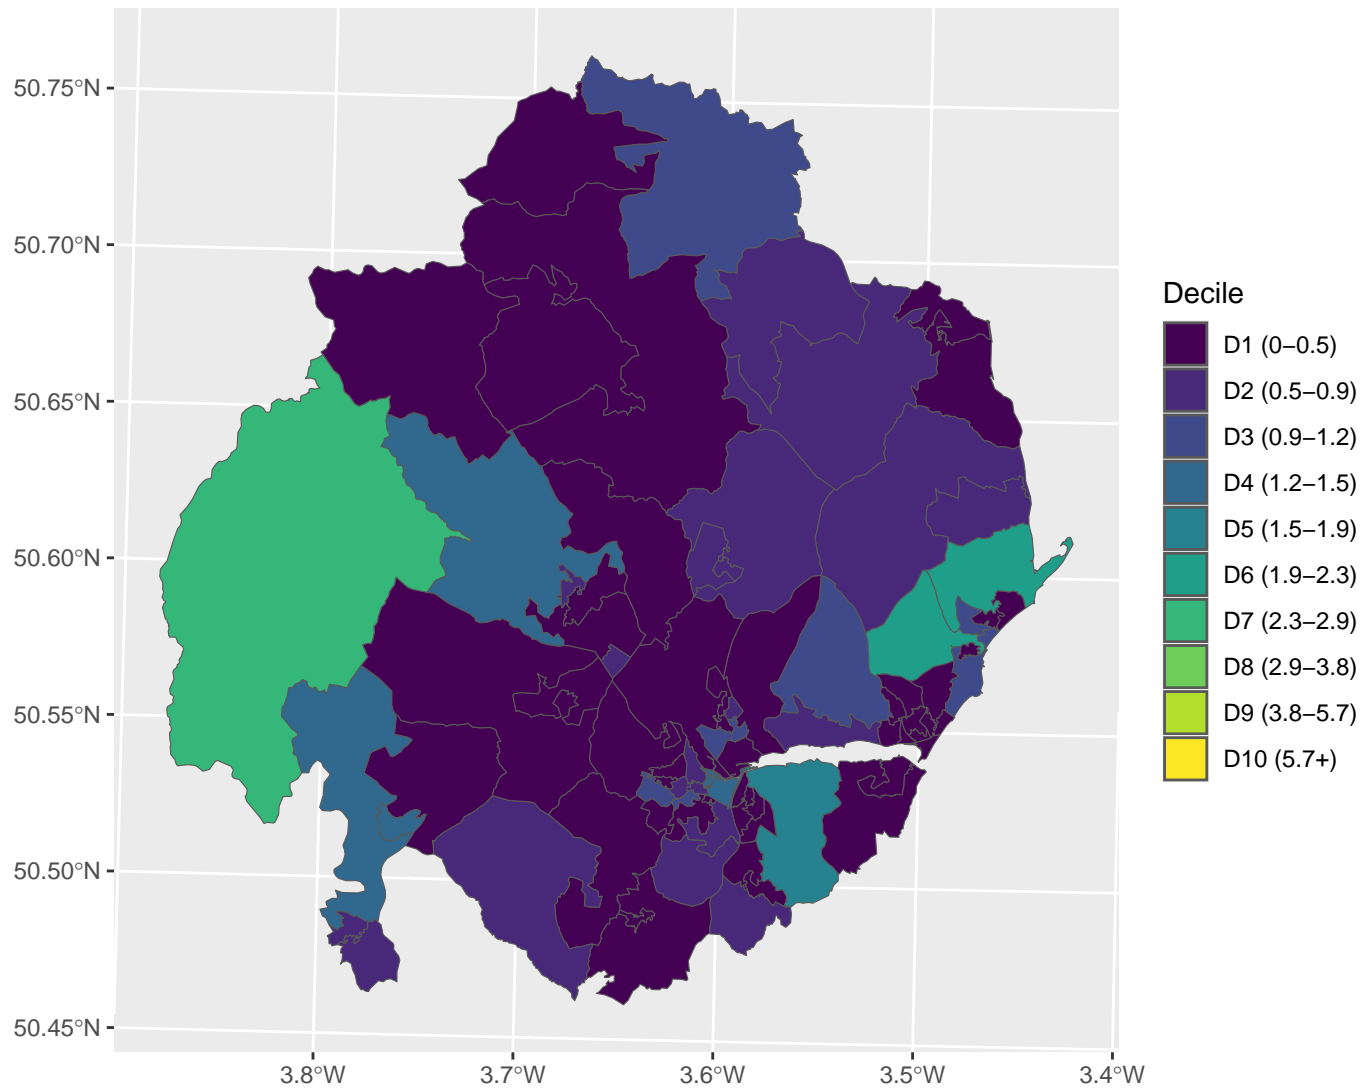 50.75°N
50.70°N
50.65°N
50.60°N
50.55°N
50.50°N
50.45°N
3.8°W 3.7°W 3.6°W 3.5°W 3.4°W
Decile
D1 (0–0.5)
D2 (0.5–0.9)
D3 (0.9–1.2)
D4 (1.2–1.5)
D5 (1.5–1.9)
D6 (1.9–2.3)
D7 (2.3–2.9)
D8 (2.9–3.8)
D9 (3.8–5.7)
D10 (5.7+)